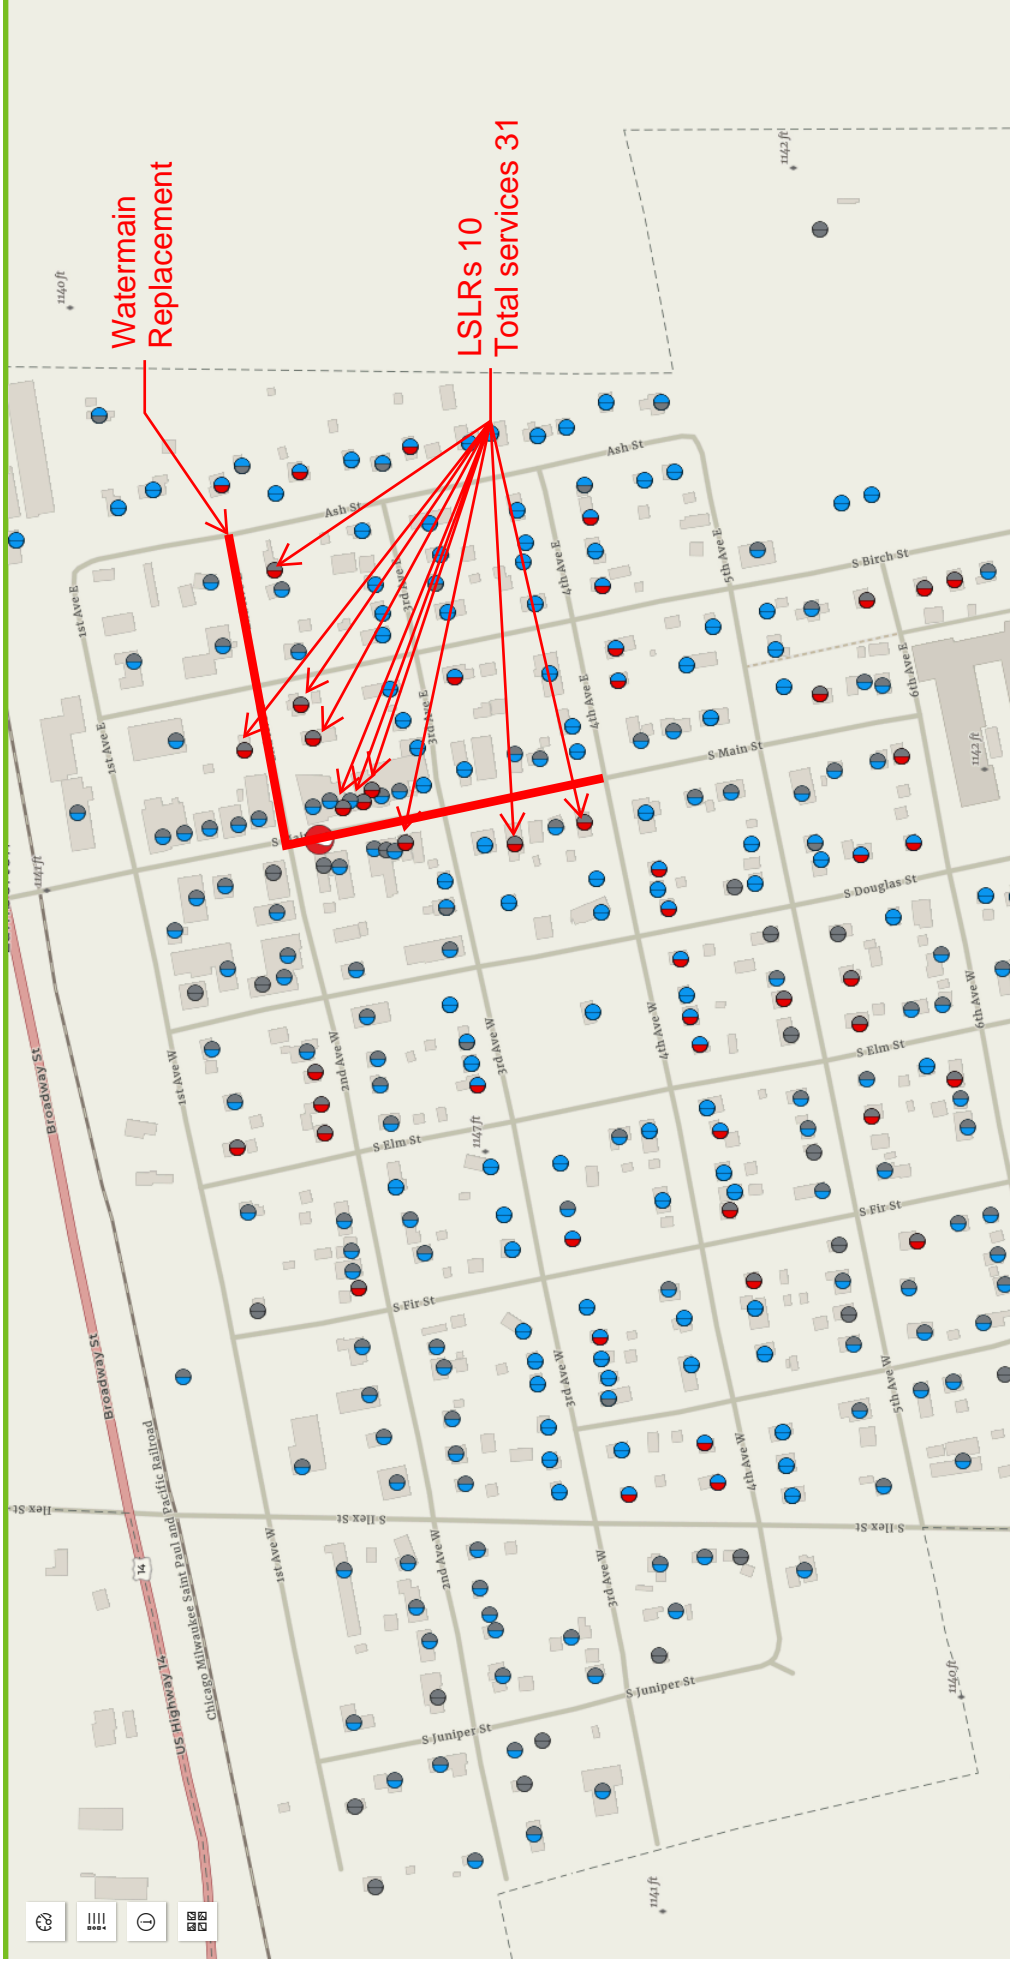 Watermain
Replacement
LSLRs 10
Total services 31
1140 ft
1142 ft
Ash St
Ash St
1st Ave E
1st Ave E
3rd Ave E
3rd Ave E
4th Ave E
4th Ave E
5th Ave E
6th Ave E
S Birch St
S Main St
1142 ft
1141 ft
S Douglas St
1st Ave W
2nd Ave W
3rd Ave W
4th Ave W
6th Ave W
S Elm St
S Elm St
1147 ft
S Fir St
S Fir St
Broadway St
Broadway St
3rd Ave W
4th Ave W
5th Ave W
Chicago Milwaukee Saint Paul and Pacific Railroad
S Ilex St
S Ilex St
S Ilex St
14
US Highway 14
1st Ave W
2nd Ave W
3rd Ave W
S Juniper St
S Juniper St
1140 ft
1141 ft